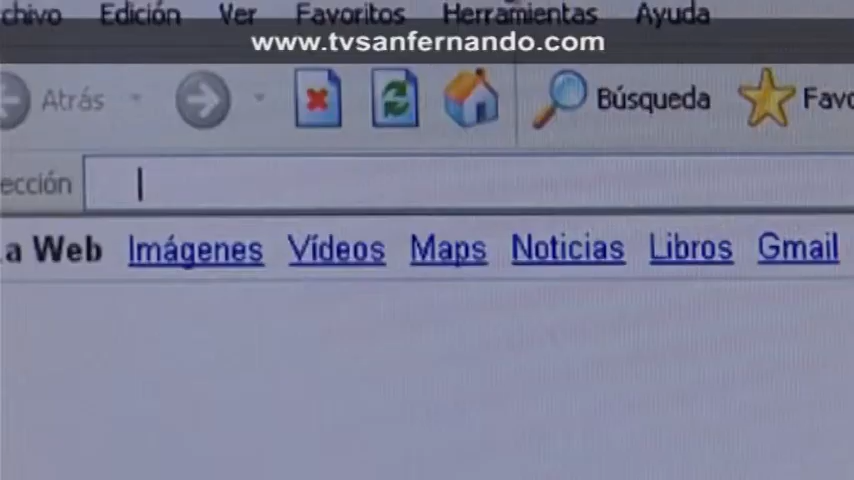 chivo Edición Ver Favoritos Herramientas Ayuda
www.tvsanfernando.com
Atrás Búsqueda Favo
ección
a Web Imágenes Vídeos Maps Noticias Libros Gmail